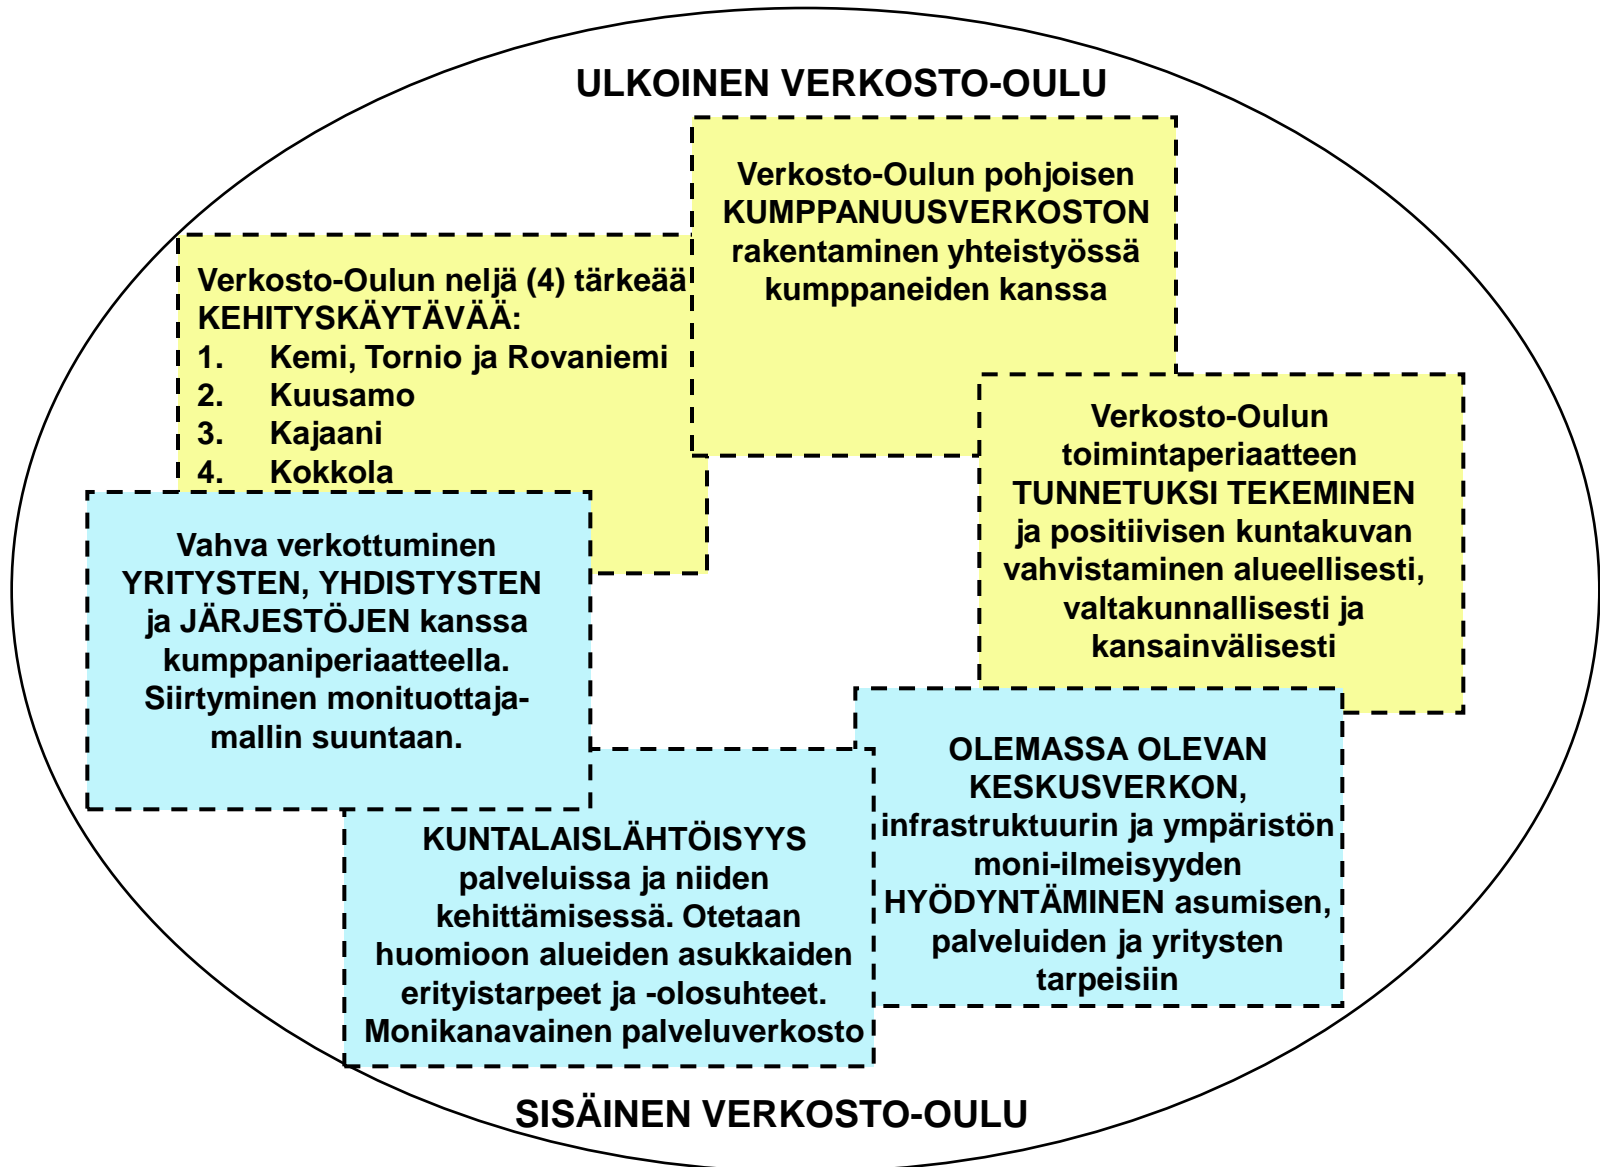 ULKOINEN VERKOSTO-OULU
Verkosto-Oulun pohjoisen
KUMPPANUUSVERKOSTON
rakentaminen yhteistyössä
kumppaneiden kanssa
Verkosto-Oulun neljä (4) tärkeää
KEHITYSKÄYTÄVÄÄ:
1. Kemi, Tornio ja Rovaniemi
2. Kuusamo
3. Kajaani
4. Kokkola
Verkosto-Oulun
toimintaperiaatteen
TUNNETUKSI TEKEMINEN
ja positiivisen kuntakuvan
vahvistaminen alueellisesti,
valtakunnallisesti ja
kansainvälisesti
Vahva verkottuminen
YRITYSTEN, YHDISTYSTEN
ja JÄRJESTÖJEN kanssa
kumppaniperiaatteella.
Siirtyminen monituottaja-
mallin suuntaan.
OLEMASSA OLEVAN
KESKUSVERKON,
infrastruktuurin ja ympäristön
moni-ilmeisyyden
HYÖDYNTÄMINEN asumisen,
palveluiden ja yritysten
tarpeisiin
KUNTALAISLÄHTÖISYYS
palveluissa ja niiden
kehittämisessä. Otetaan
huomioon alueiden asukkaiden
erityistarpeet ja -olosuhteet.
Monikanavainen palveluverkosto
SISÄINEN VERKOSTO-OULU